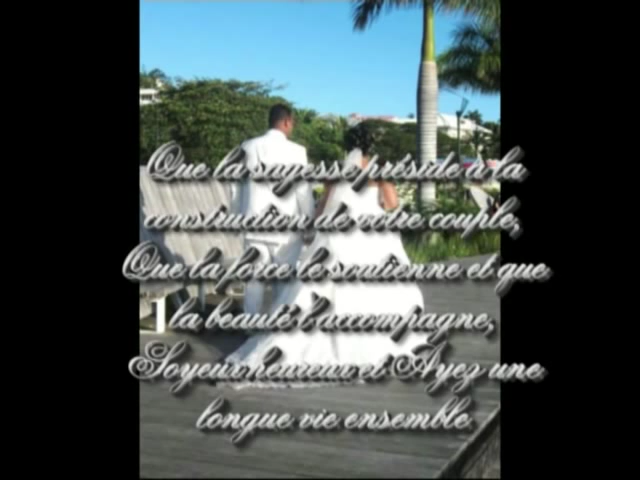 Que la sagesse préside à la
construction de votre couple,
Que la force le soutienne et que
la beauté l'accompagne,
Soyeux heureux et Ayez une
longue vie ensemble